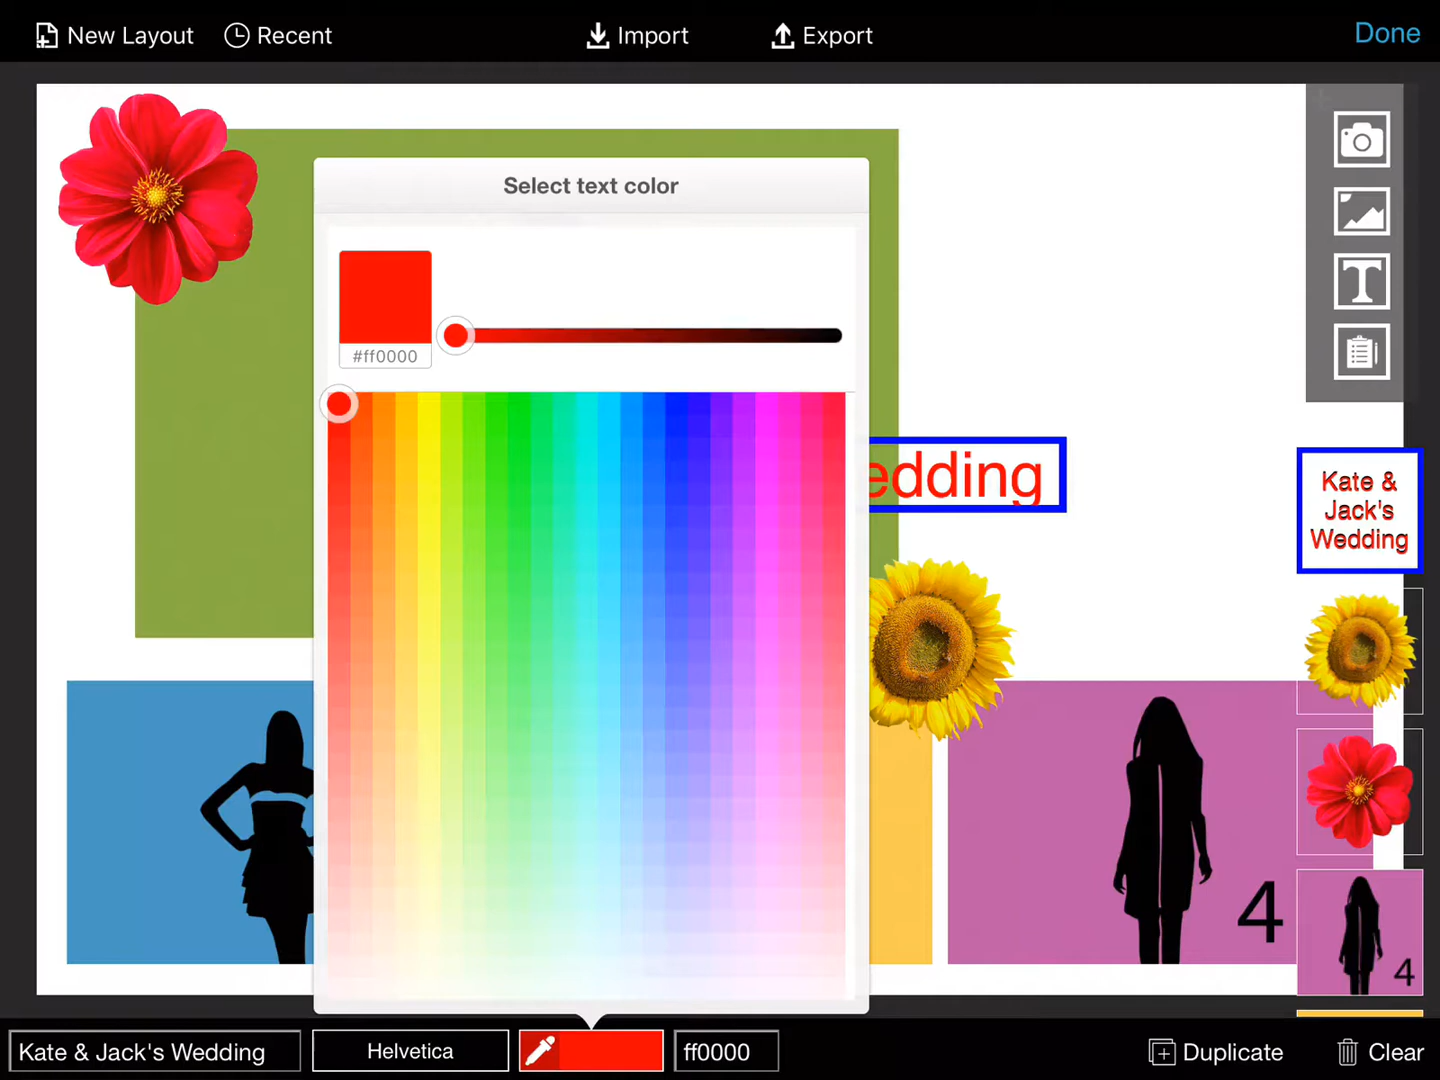 New Layout
Recent
Import
Export
Done
Select text color
#ff0000
edding
Kate &
Jack's
Wedding
4
4
Kate & Jack's Wedding
Helvetica
ff0000
Duplicate
Clear